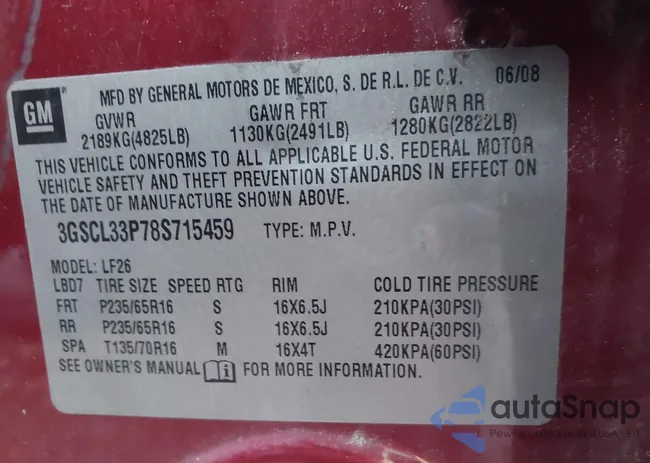 GM
MFD BY GENERAL MOTORS DE MEXICO, S. DE R.L. DE C.V. 06/08
GVWR GAWR FRT GAWR RR
2189KG(4825LB) 1130KG(2491LB) 1280KG(2822LB)
THIS VEHICLE CONFORMS TO ALL APPLICABLE U.S. FEDERAL MOTOR
VEHICLE SAFETY AND THEFT PREVENTION STANDARDS IN EFFECT ON
THE DATE OF MANUFACTURE SHOWN ABOVE.
3GSCL33P78S715459 TYPE: M.P.V.
MODEL: LF26
LBD7 TIRE SIZE SPEED RTG RIM COLD TIRE PRESSURE
FRT P235/65R16 S 16X6.5J 210KPA(30PSI)
RR P235/65R16 S 16X6.5J 210KPA(30PSI)
SPA T135/70R16 M 16X4T 420KPA(60PSI)
SEE OWNER'S MANUAL FOR MORE INFORMATION.
autaSnap